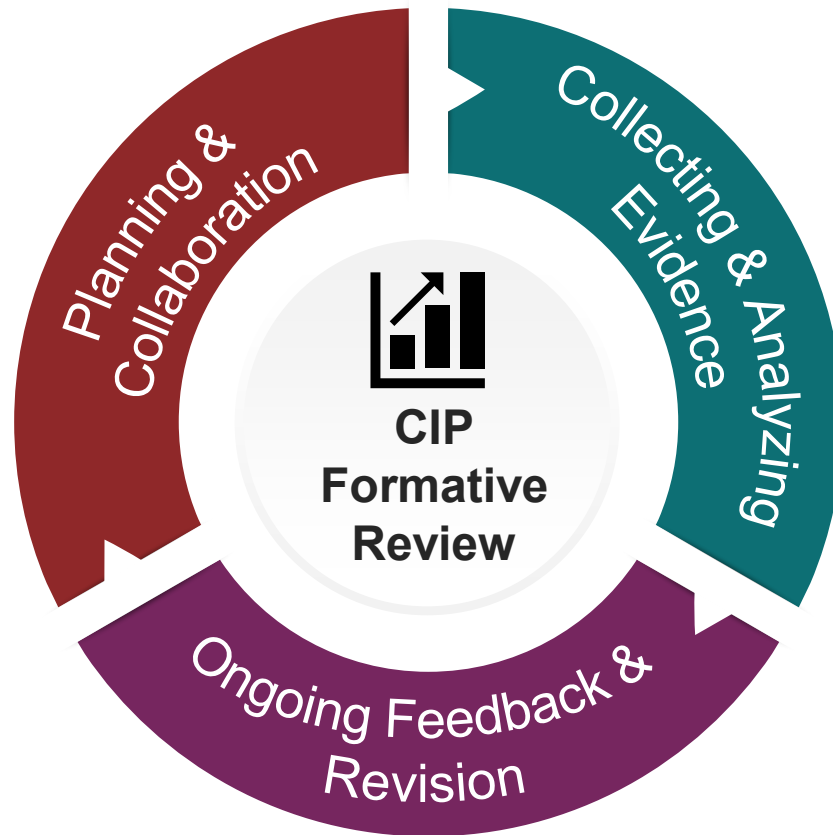 Planning &
Collaboration
Collecting & Analyzing
Evidence
Ongoing Feedback &
Revision
CIP
Formative
Review